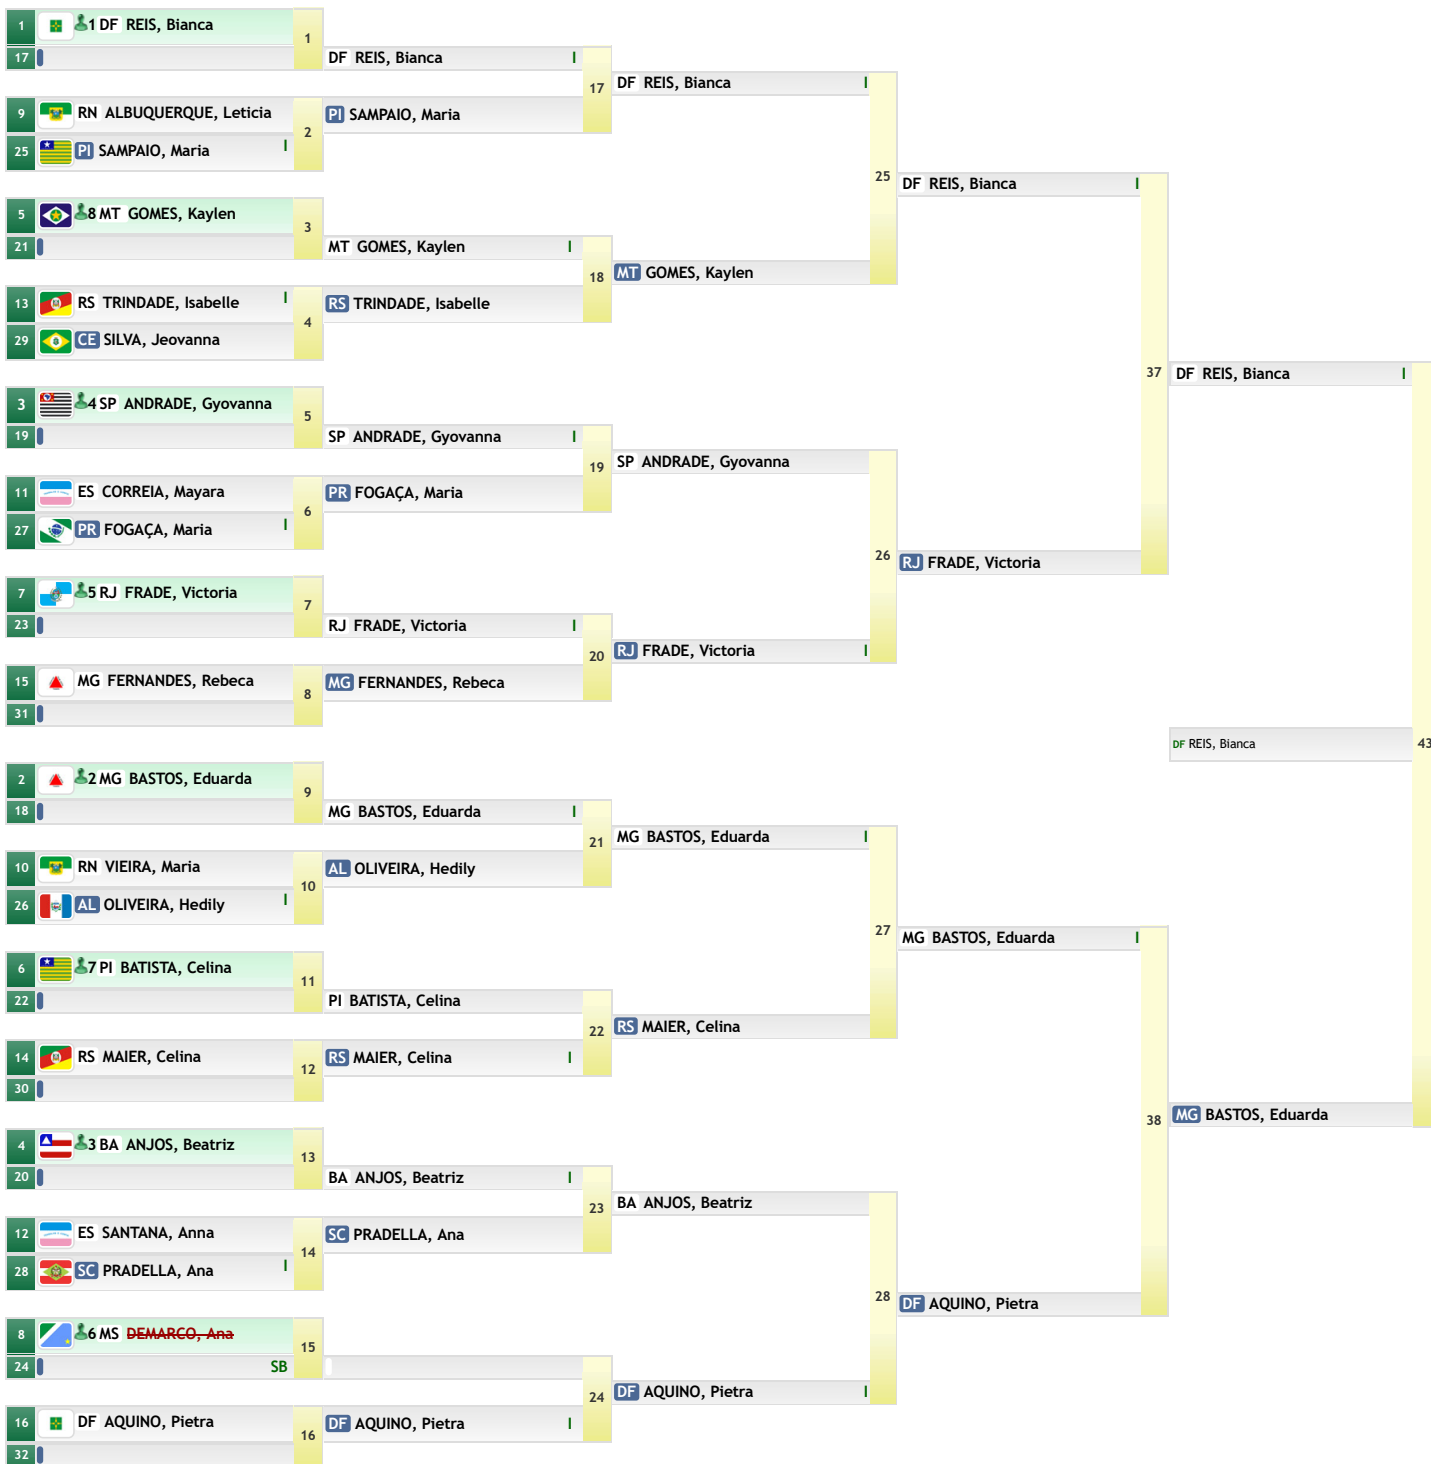 1 1 DF REIS, Bianca
17
1
DF REIS, Bianca I
9 RN ALBUQUERQUE, Leticia
25 PI SAMPAIO, Maria I
2
PI SAMPAIO, Maria
17
DF REIS, Bianca I
5 8 MT GOMES, Kaylen
21
3
MT GOMES, Kaylen I
13 RS TRINDADE, Isabelle I
29 CE SILVA, Jeovanna
4
RS TRINDADE, Isabelle
18
MT GOMES, Kaylen
25
DF REIS, Bianca I
3 4 SP ANDRADE, Gyovanna
19
5
SP ANDRADE, Gyovanna I
11 ES CORREIA, Mayara
27 PR FOGAÇA, Maria I
6
PR FOGAÇA, Maria
19
SP ANDRADE, Gyovanna
7 5 RJ FRADE, Victoria
23
7
RJ FRADE, Victoria I
15 MG FERNANDES, Rebeca
31
8
MG FERNANDES, Rebeca
20
RJ FRADE, Victoria I
26
RJ FRADE, Victoria
37
DF REIS, Bianca I
2 2 MG BASTOS, Eduarda
18
9
MG BASTOS, Eduarda I
10 RN VIEIRA, Maria
26 AL OLIVEIRA, Hedily I
10
AL OLIVEIRA, Hedily
21
MG BASTOS, Eduarda I
6 7 PI BATISTA, Celina
22
11
PI BATISTA, Celina
14 RS MAIER, Celina
30
12
RS MAIER, Celina I
22
RS MAIER, Celina
27
MG BASTOS, Eduarda I
4 3 BA ANJOS, Beatriz
20
13
BA ANJOS, Beatriz I
12 ES SANTANA, Anna
28 SC PRADELLA, Ana I
14
SC PRADELLA, Ana
23
BA ANJOS, Beatriz
8 6 MS DEMARCO, Ana
24 SB
15
16 DF AQUINO, Pietra
32
16
DF AQUINO, Pietra I
24
DF AQUINO, Pietra I
28
DF AQUINO, Pietra
38
MG BASTOS, Eduarda
DF REIS, Bianca
43